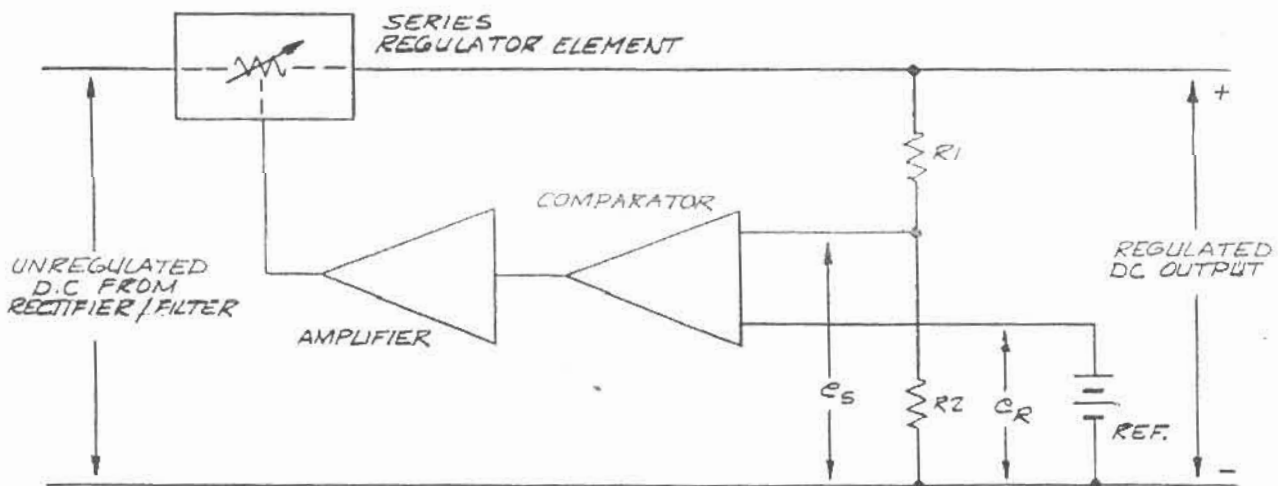 SERIES
REGULATOR ELEMENT
+
R1
COMPARATOR
UNREGULATED
D.C FROM
RECTIFIER/FILTER
REGULATED
DC OUTPUT
AMPLIFIER
eS
R2
eR
REF.
-